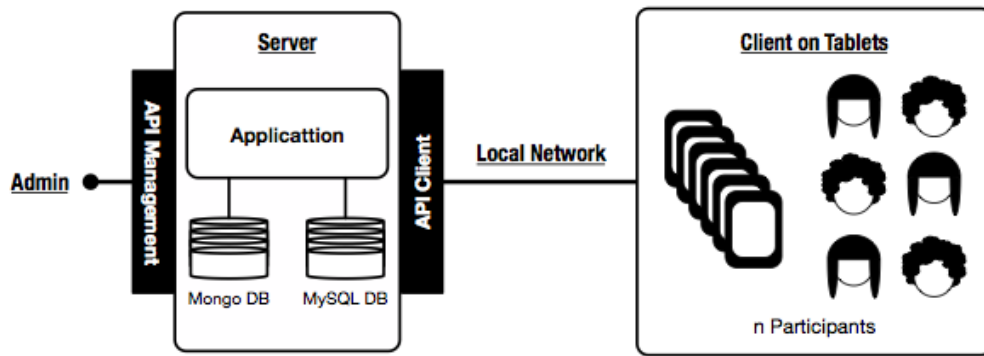 Server
Client on Tablets
API Management
Applicattion
API Client
Local Network
Admin
Mongo DB
MySQL DB
n Participants